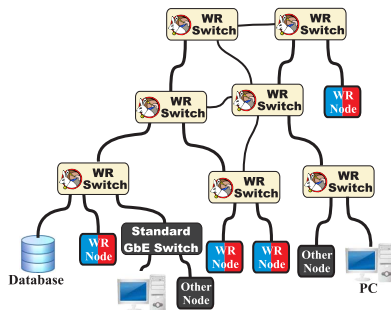 WR
Switch
WR
Switch
WR
Switch
WR
Switch
WR
Node
WR
Switch
WR
Switch
WR
Switch
Database
WR
Node
Standard
GbE Switch
WR
Node
WR
Node
Other
Node
PC
Other
Node